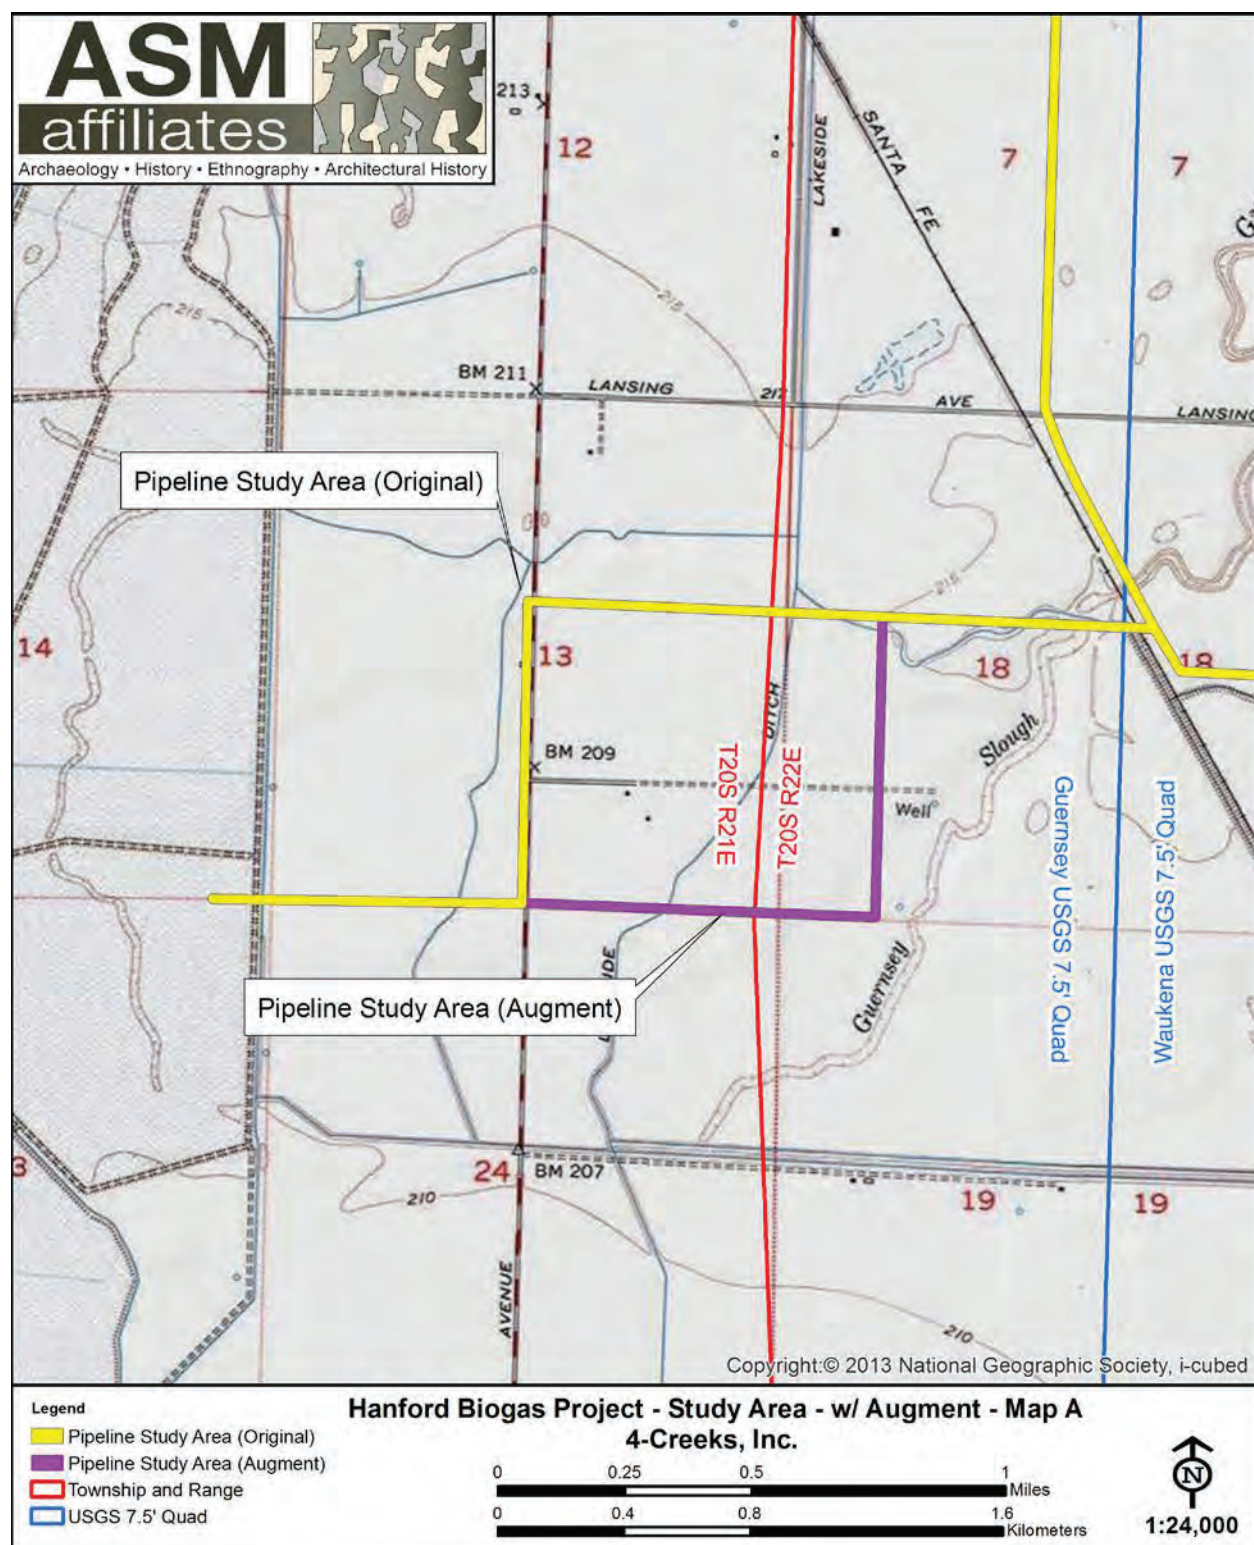 ASM
affiliates
Archaeology • History • Ethnography • Architectural History
213
12
7
7
LAKESIDE
SANTA FE
215
215
BM 211
LANSING
217
AVE
LANSING
Pipeline Study Area (Original)
215
14
13
18
18
DITCH
Slough
BM 209
T20S R21E
T20S R22E
Well
Guernsey USGS 7.5' Quad
Waukena USGS 7.5' Quad
Guernsey
Pipeline Study Area (Augment)
24
BM 207
19
19
210
AVENUE
210
Copyright:© 2013 National Geographic Society, i-cubed
Legend
Pipeline Study Area (Original)
Pipeline Study Area (Augment)
Township and Range
USGS 7.5' Quad
Hanford Biogas Project - Study Area - w/ Augment - Map A
4-Creeks, Inc.
0 0.25 0.5 1
Miles
0 0.4 0.8 1.6
Kilometers
N
1:24,000